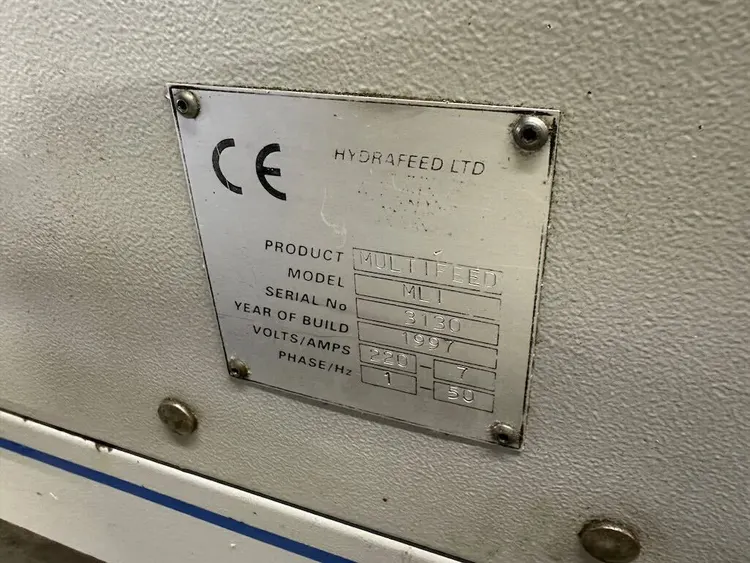 CE
HYDRAFEED LTD
PRODUCT MULTIFEED
MODEL ML1
SERIAL No 3130
YEAR OF BUILD 1997
VOLTS/AMPS 220 - 7
PHASE/Hz 1 - 50